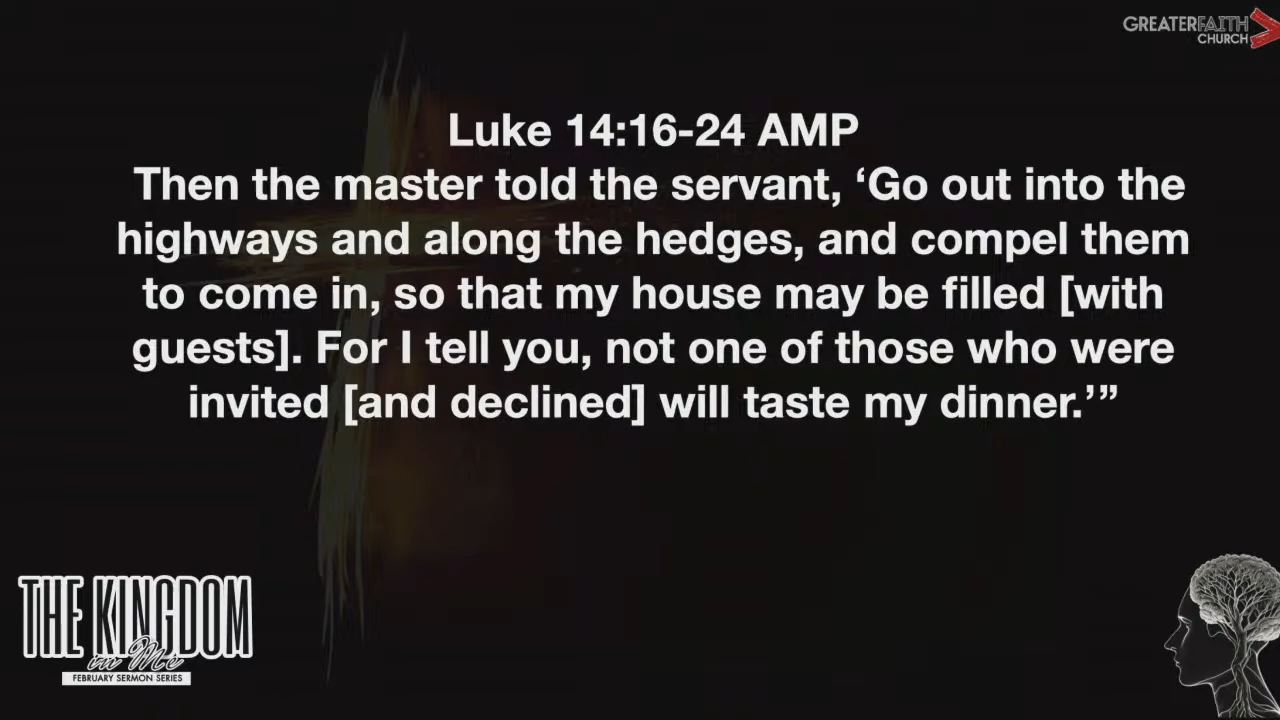 GREATERFAITH
CHURCH
Luke 14:16-24 AMP
Then the master told the servant, ‘Go out into the
highways and along the hedges, and compel them
to come in, so that my house may be filled [with
guests]. For I tell you, not one of those who were
invited [and declined] will taste my dinner.’”
THE KINGDOM
in Me
FEBRUARY SERMON SERIES